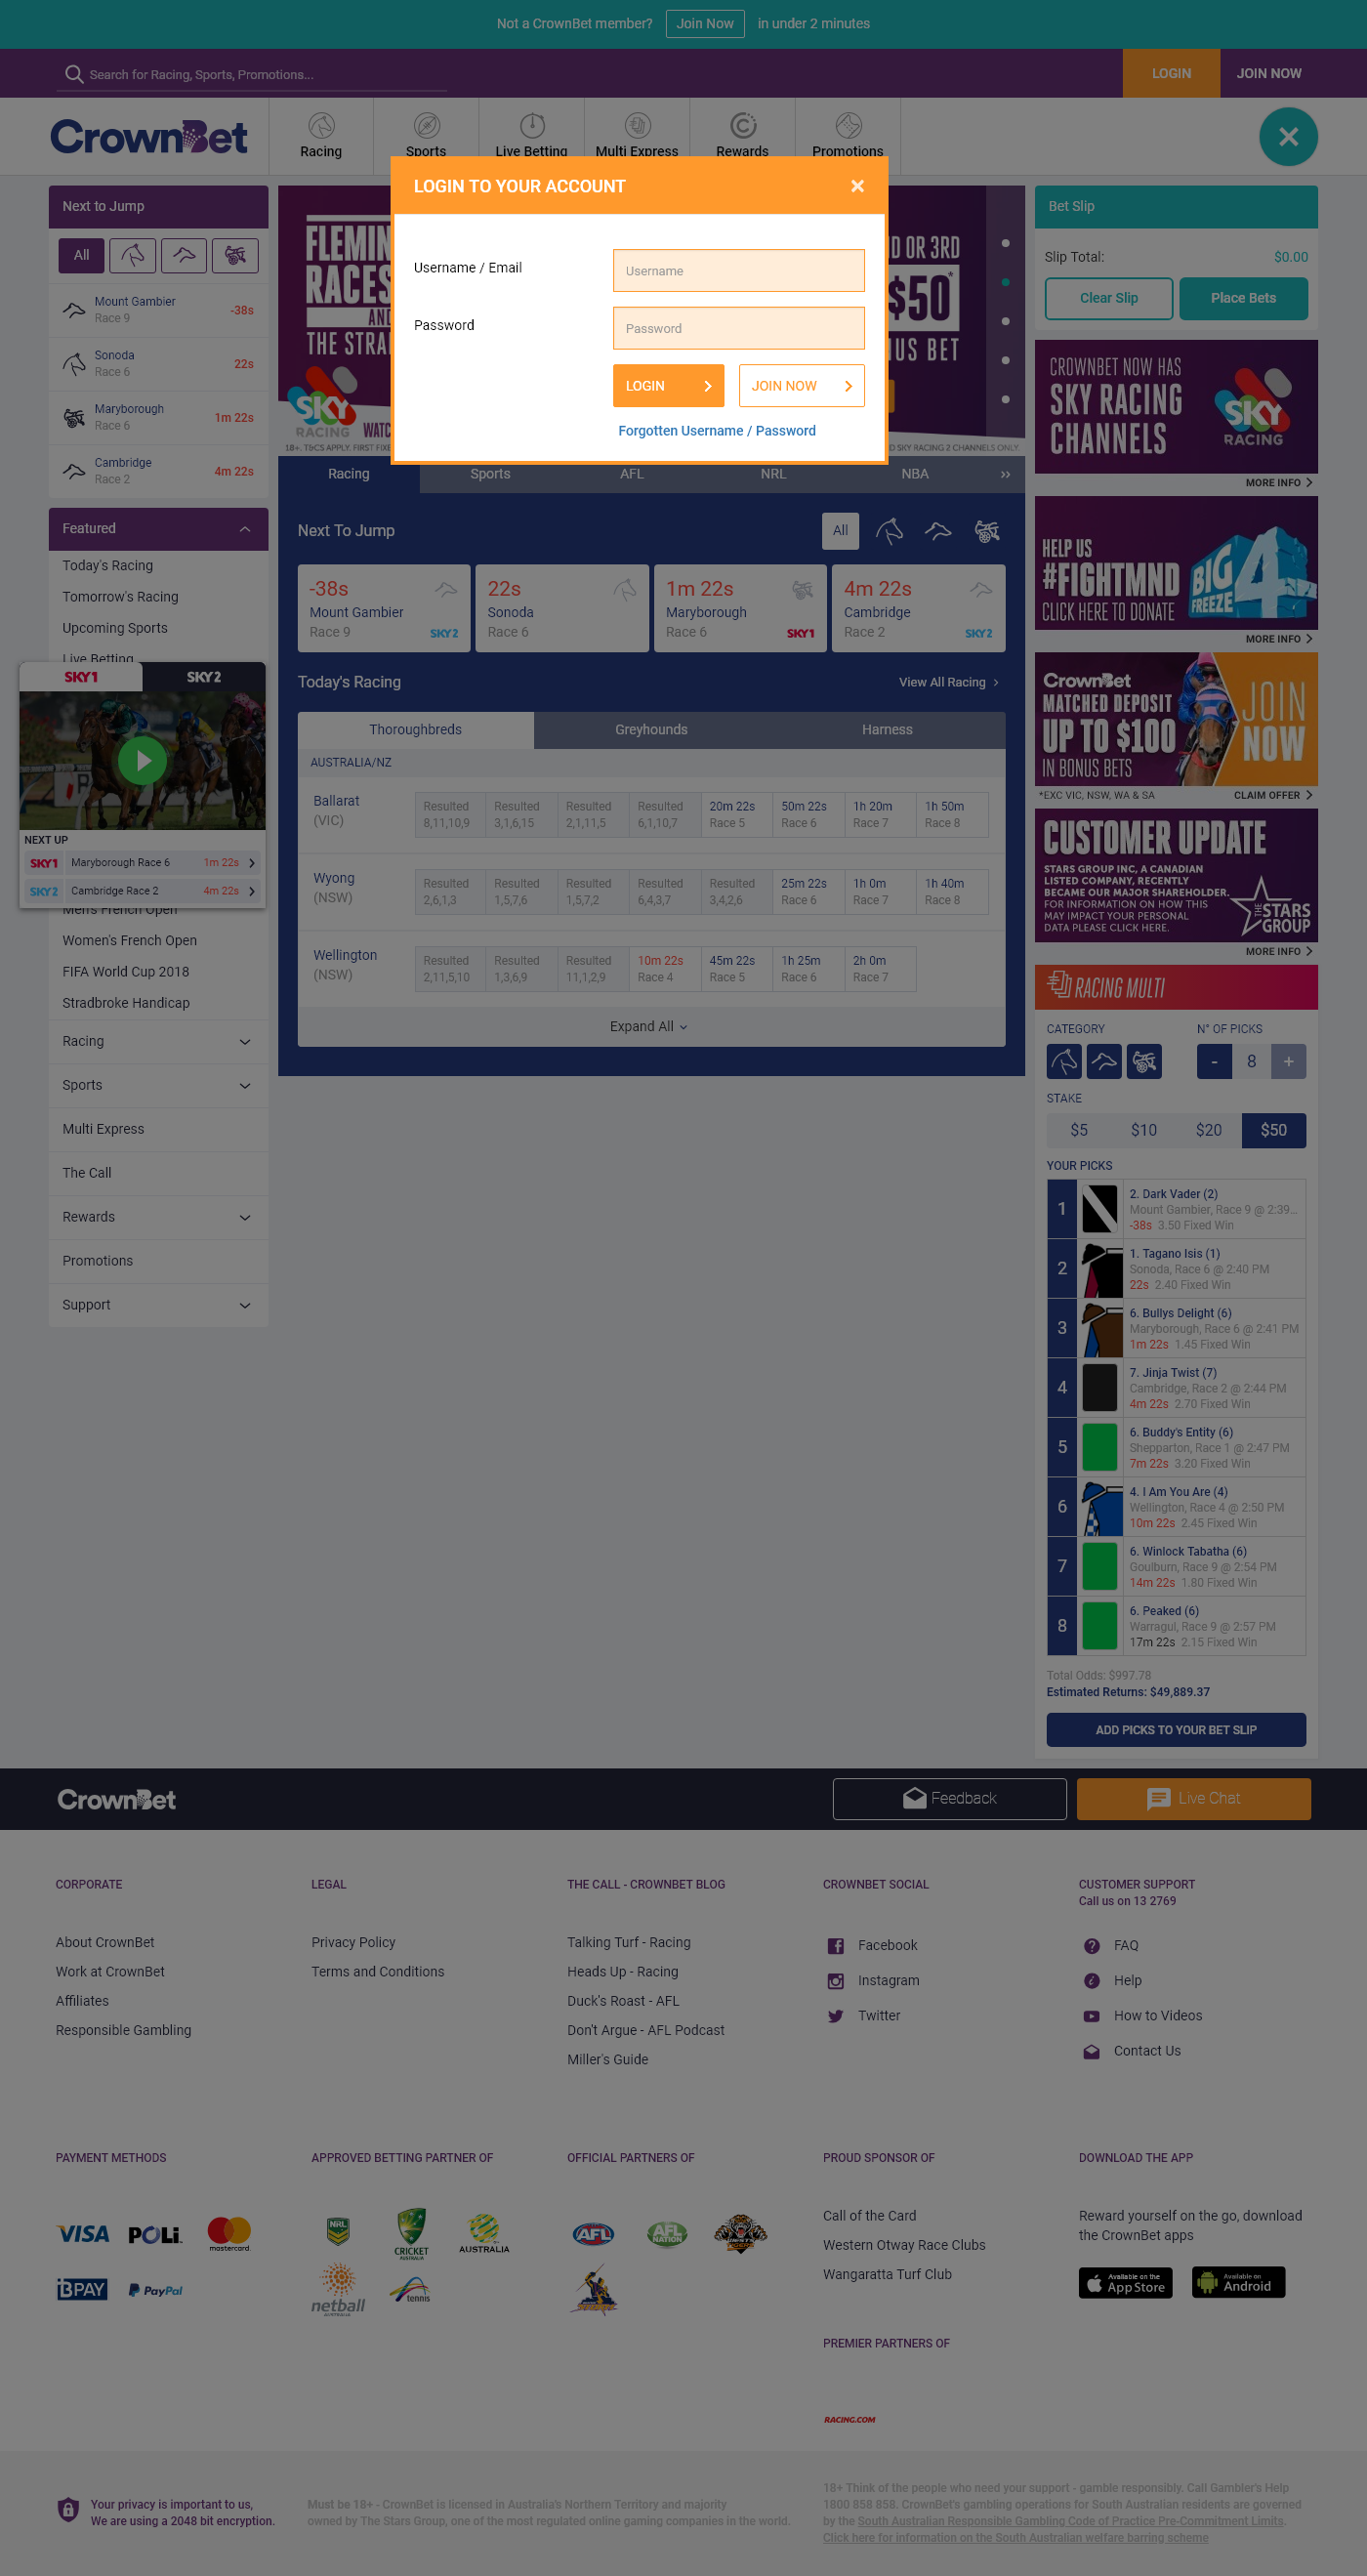 Not a CrownBet member? Join Now in under 2 minutes
Search for Racing, Sports, Promotions...
LOGIN
JOIN NOW
CrownBet
Racing
Sports
Live Betting
Multi Express
Rewards
Promotions
LOGIN TO YOUR ACCOUNT
Username / Email
Username
Password
Password
LOGIN
JOIN NOW
Forgotten Username / Password
Next to Jump
All
Mount Gambier
Race 9
-38s
Sonoda
Race 6
22s
Maryborough
Race 6
1m 22s
Cambridge
Race 2
4m 22s
Featured
Today's Racing
Tomorrow's Racing
Upcoming Sports
Live Betting
SKY1
SKY2
NEXT UP
SKY1 Maryborough Race 6 1m 22s
SKY2 Cambridge Race 2 4m 22s
Men's French Open
Women's French Open
FIFA World Cup 2018
Stradbroke Handicap
Racing
Sports
Multi Express
The Call
Rewards
Promotions
Support
RACES
AND
THE STRA
SKY
RACING
WATC
D OR 3RD
$50*
US BET
18+. T&CS APPLY. FIRST FIX
SKY RACING 2 CHANNELS ONLY.
Racing
Sports
AFL
NRL
NBA
Next To Jump
All
-38s
Mount Gambier
Race 9
SKY2
22s
Sonoda
Race 6
1m 22s
Maryborough
Race 6
SKY1
4m 22s
Cambridge
Race 2
SKY2
Today's Racing
View All Racing
Thoroughbreds
Greyhounds
Harness
AUSTRALIA/NZ
Ballarat
(VIC)
Resulted Resulted Resulted Resulted 20m 22s 50m 22s 1h 20m 1h 50m
8,11,10,9 3,1,6,15 2,1,11,5 6,1,10,7 Race 5 Race 6 Race 7 Race 8
Wyong
(NSW)
Resulted Resulted Resulted Resulted Resulted 25m 22s 1h 0m 1h 40m
2,6,1,3 1,5,7,6 1,5,7,2 6,4,3,7 3,4,2,6 Race 6 Race 7 Race 8
Wellington
(NSW)
Resulted Resulted Resulted 10m 22s 45m 22s 1h 25m 2h 0m
2,11,5,10 1,3,6,9 11,1,2,9 Race 4 Race 5 Race 6 Race 7
Expand All
Bet Slip
Slip Total:
$0.00
Clear Slip
Place Bets
CROWNBET NOW HAS
SKY RACING
CHANNELS
SKY
RACING
MORE INFO
HELP US
#FIGHTMND
CLICK HERE TO DONATE
BIG
FREEZE
4
MORE INFO
CrownBet
MATCHED DEPOSIT
UP TO $100
IN BONUS BETS
JOIN
NOW
*EXC VIC, NSW, WA & SA
CLAIM OFFER
CUSTOMER UPDATE
STARS GROUP INC, A CANADIAN
LISTED COMPANY, RECENTLY
BECAME OUR MAJOR SHAREHOLDER.
FOR INFORMATION ON HOW THIS
MAY IMPACT YOUR PERSONAL
DATA PLEASE CLICK HERE.
THE STARS
GROUP
MORE INFO
RACING MULTI
CATEGORY
N° OF PICKS
- 8 +
STAKE
$5 $10 $20 $50
YOUR PICKS
1
2. Dark Vader (2)
Mount Gambier, Race 9 @ 2:39...
-38s 3.50 Fixed Win
2
1. Tagano Isis (1)
Sonoda, Race 6 @ 2:40 PM
22s 2.40 Fixed Win
3
6. Bullys Delight (6)
Maryborough, Race 6 @ 2:41 PM
1m 22s 1.45 Fixed Win
4
7. Jinja Twist (7)
Cambridge, Race 2 @ 2:44 PM
4m 22s 2.70 Fixed Win
5
6. Buddy's Entity (6)
Shepparton, Race 1 @ 2:47 PM
7m 22s 3.20 Fixed Win
6
4. I Am You Are (4)
Wellington, Race 4 @ 2:50 PM
10m 22s 2.45 Fixed Win
7
6. Winlock Tabatha (6)
Goulburn, Race 9 @ 2:54 PM
14m 22s 1.80 Fixed Win
8
6. Peaked (6)
Warragul, Race 9 @ 2:57 PM
17m 22s 2.15 Fixed Win
Total Odds: $997.78
Estimated Returns: $49,889.37
ADD PICKS TO YOUR BET SLIP
CrownBet
Feedback
Live Chat
CORPORATE
About CrownBet
Work at CrownBet
Affiliates
Responsible Gambling
LEGAL
Privacy Policy
Terms and Conditions
THE CALL - CROWNBET BLOG
Talking Turf - Racing
Heads Up - Racing
Duck's Roast - AFL
Don't Argue - AFL Podcast
Miller's Guide
CROWNBET SOCIAL
Facebook
Instagram
Twitter
CUSTOMER SUPPORT
Call us on 13 2769
FAQ
Help
How to Videos
Contact Us
PAYMENT METHODS
VISA
POLi
mastercard
BPAY
PayPal
APPROVED BETTING PARTNER OF
NRL
CRICKET
AUSTRALIA
AUSTRALIA
netball
AUSTRALIA
tennis
OFFICIAL PARTNERS OF
AFL
AFL
NATION
WESTS
TIGERS
PROUD SPONSOR OF
Call of the Card
Western Otway Race Clubs
Wangaratta Turf Club
PREMIER PARTNERS OF
RACING.COM
DOWNLOAD THE APP
Reward yourself on the go, download
the CrownBet apps
Available on the
App Store
Available on
Android
Your privacy is important to us,
We are using a 2048 bit encryption.
Must be 18+ - CrownBet is licensed in Australia's Northern Territory and majority
owned by The Stars Group, one of the most regulated online gaming companies in the world.
18+ Think of the people who need your support - gamble responsibly. Call Gambler's Help
1800 858 858. CrownBet's gambling operations for South Australian residents are governed
by the South Australian Responsible Gambling Code of Practice Pre-Commitment Limits.
Click here for information on the South Australian welfare barring scheme